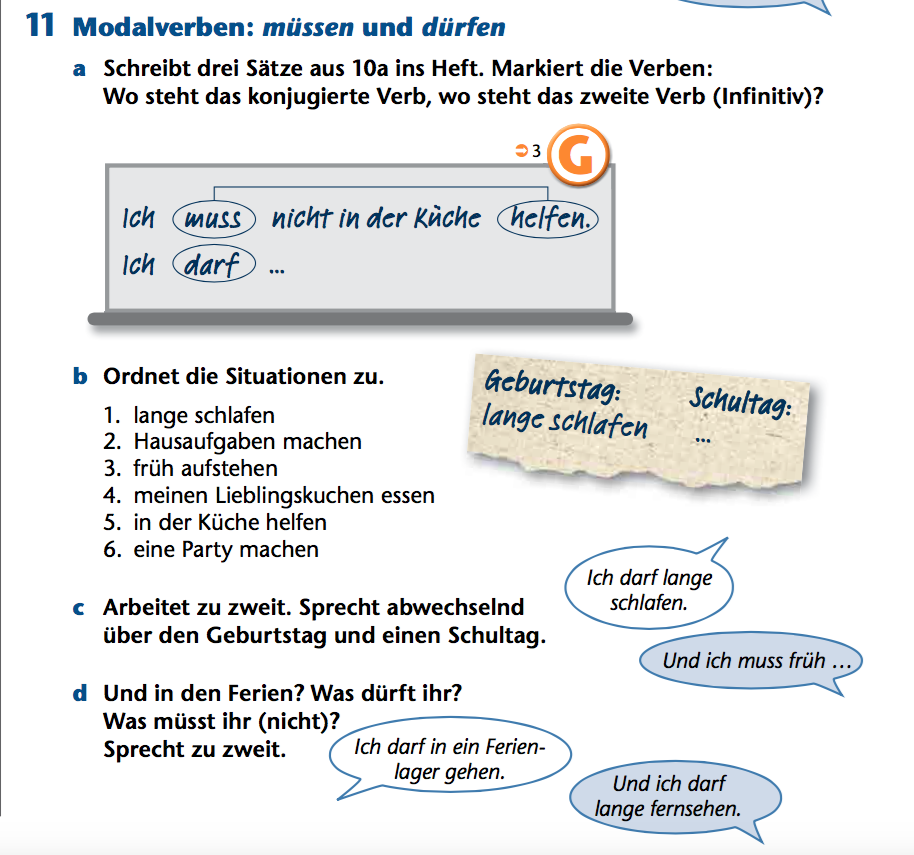 11 Modalverben: müssen und dürfen
a Schreibt drei Sätze aus 10a ins Heft. Markiert die Verben:
Wo steht das konjugierte Verb, wo steht das zweite Verb (Infinitiv)?
3 G
Ich muss nicht in der Küche helfen.
Ich darf ...
b Ordnet die Situationen zu.
1. lange schlafen
2. Hausaufgaben machen
3. früh aufstehen
4. meinen Lieblingskuchen essen
5. in der Küche helfen
6. eine Party machen
Geburtstag: Schultag:
lange schlafen ...
c Arbeitet zu zweit. Sprecht abwechselnd
über den Geburtstag und einen Schultag.
Ich darf lange
schlafen.
Und ich muss früh ...
d Und in den Ferien? Was dürft ihr?
Was müsst ihr (nicht)?
Sprecht zu zweit.
Ich darf in ein Ferien-
lager gehen.
Und ich darf
lange fernsehen.